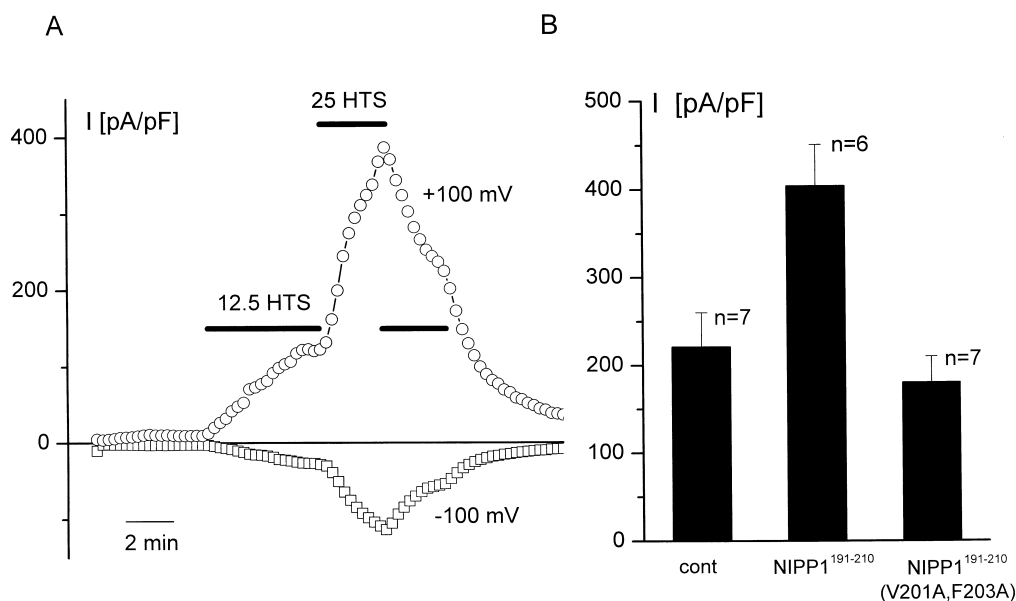 A
I [pA/pF]
400
200
0
25 HTS
+100 mV
12.5 HTS
-100 mV
2 min
B
I [pA/pF]
500
400
300
200
100
0
n=7
n=6
n=7
cont
NIPP1¹⁹¹⁻²¹⁰
NIPP1¹⁹¹⁻²¹⁰
(V201A,F203A)